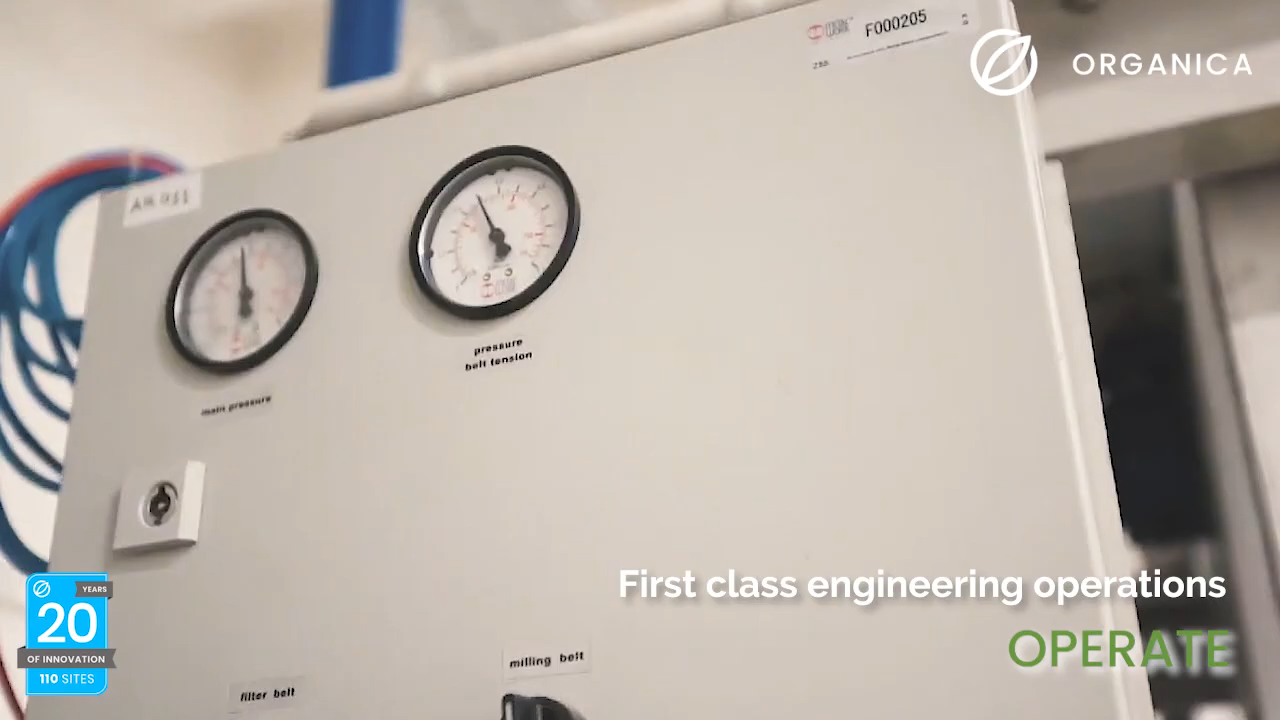 F000205
ORGANICA
pressure
belt tension
main pressure
First class engineering operations
OPERATE
YEARS
20
OF INNOVATION
110 SITES
milling belt
filter belt